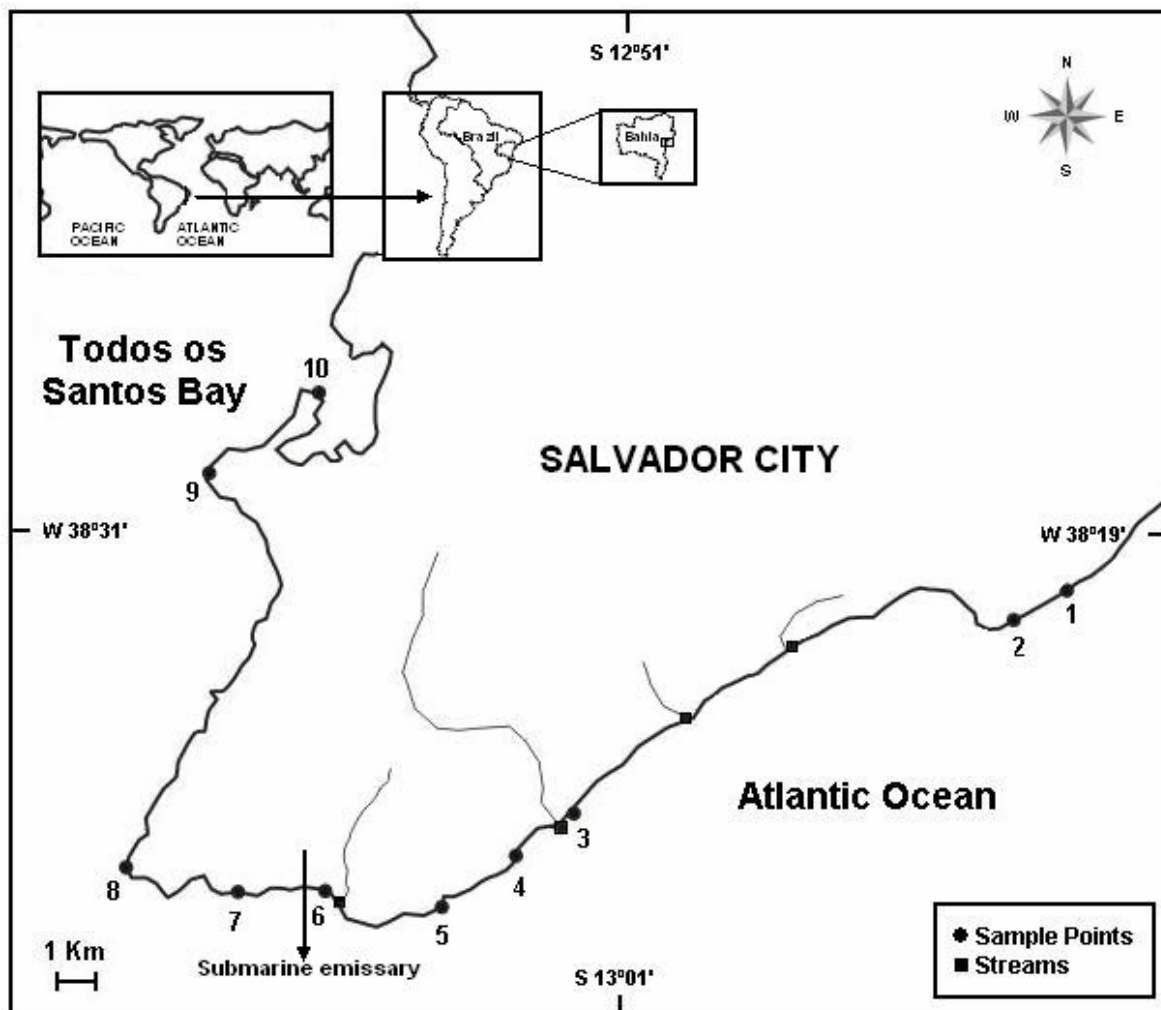 S 12º51'
N
W
E
S
Brazil
Bahia
PACIFIC
OCEAN
ATLANTIC
OCEAN
Todos os
Santos Bay
10
SALVADOR CITY
9
W 38º31'
W 38º19'
1
2
Atlantic Ocean
3
4
8
7
6
5
1 Km
Submarine emissary
S 13º01'
Sample Points
Streams